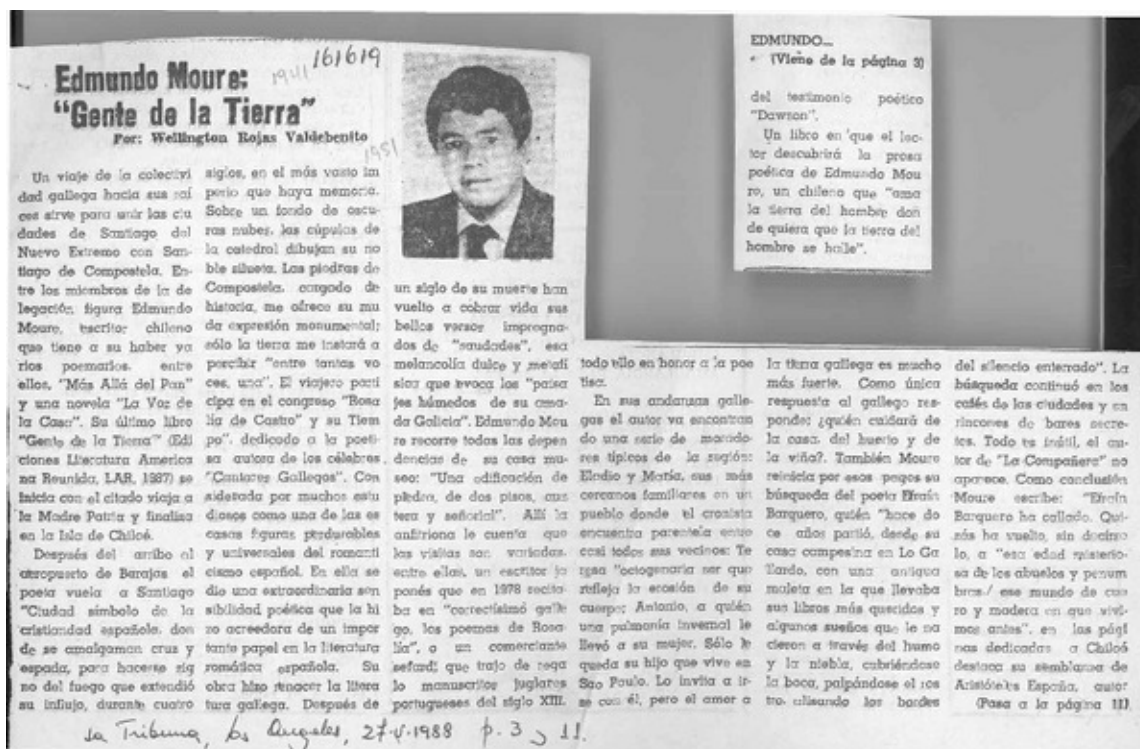 161619
1941
Edmundo Moure:
"Gente de la Tierra"
Por: Wellington Rojas Valdebenito
1951
Un viaje de la colectivi
dad gallega hacia sus raí
ces sirve para unir las ciu
dades de Santiago del
Nuevo Extremo con San-
tiago de Compostela. En-
tre los miembros de la de
legación figura Edmundo
Moure, escritor chileno
que tiene a su haber va
rios poemarios, entre
ellos, "Más Allá del Pan"
y una novela "La Voz de
la Casa". Su último libro
"Gente de la Tierra" (Edi
ciones Literatura America
na Reunida, LAR, 1987) se
inicia con el citado viaje a
la Madre Patria y finaliza
en la Isla de Chiloé.
Después del arribo al
aeropuerto de Barajas el
poeta vuela a Santiago
"Ciudad símbolo de la
cristiandad española, don
de se amalgaman cruz y
espada, para hacerse sig
no del fuego que extendió
su influjo, durante cuatro
siglos, en el más vasto im
perio que haya memoria.
Sobre un fondo de oscu-
ras nubes, las cúpulas de
la catedral dibujan su no
ble silueta. Las piedras de
Compostela, cargado de
historia, me ofrece su mu
da expresión monumental;
sólo la tierra me instará a
percibir "entre tantas vo
ces, una". El viajero parti
cipa en el congreso "Rosa
lía de Castro" y su Tiem
po", dedicado a la poeti-
sa autora de los célebres
"Cantares Gallegos". Con
siderada por muchos estu
diosos como una de las es
casas figuras perdurables
y universales del romanti
cismo español. En ella se
dio una extraordinaria sen
sibilidad poética que la hi
zo acreedora de un impor
tante papel en la literatura
romática española. Su
obra hizo renacer la litera
tura gallega. Después de
un siglo de su muerte han
vuelto a cobrar vida sus
bellos versos impregna-
dos de "saudades", esa
melancolía dulce y metafí
sica que evoca los "paisa
jes húmedos de su ama-
da Galicia". Edmundo Mou
re recorre todas las depen
dencias de su casa mu-
seo: "Una edificación de
piedra, de dos pisos, aus
tera y señorial". Allí la
anfitriona le cuenta que
las visitas son variadas,
entre ellas, un escritor ja
ponés que en 1978 recita-
ba en "correctísimo galle
go, los poemas de Rosa-
lía", o un comerciante
sefardí; que trajo de rega
lo manuscritos juglares
portugueses del siglo XIII.
todo ello en honor a la poe
tisa.
En sus andanzas galle-
gas el autor va encontran
do una serie de morado-
res típicos de la región:
Eladio y María, sus más
cercanos familiares en un
pueblo donde el cronista
encuentra parentela entre
casi todos sus vecinos: Te
resa "octogenaria ser que
refleja la erosión de su
cuerpo; Antonio, a quién
una pulmonía invernal le
llevó a su mujer. Sólo le
queda su hijo que vive en
Sao Paulo. Lo invita a ir-
se con él, pero el amor a
la tierra gallega es mucho
más fuerte. Como única
respuesta al gallego res-
ponde: ¿quién cuidará de
la casa, del huerto y de
la viña?. También Moure
reinicia por esos pagos su
búsqueda del poeta Efraín
Barquero, quién "hace do
ce años partió, desde su
casa campesina en Lo Ga
llardo, con una antigua
maleta en la que llevaba
sus libros más queridos y
algunos sueños que le na
cieron a través del humo
y la niebla, cubriéndose
la boca, palpándose el ros
tro, alisando los bordes
del silencio enterrado". La
búsqueda continuó en los
cafés de las ciudades y en
rincones de bares secre-
tos. Todo es inútil, el au-
tor de "La Compañera" no
aparece. Como conclusión
Moure escribe: "Efraín
Barquero ha callado. Qui-
zás ha vuelto, sin decirno
lo, a "esa edad misterio-
sa de los abuelos y penum
bras/ ese mundo de cue
ro y madera en que vivi-
mos antes", en las pági
nas dedicadas a Chiloé
destaca su semblanza de
Aristóteles España, autor
(Pasa a la página 11).
EDMUNDO...
(Viene de la página 3)
del testimonio poético
"Dawson".
Un libro en que el lec-
tor descubrirá la prosa
poética de Edmundo Mou
re, un chileno que "ama
la tierra del hombre don
de quiera que la tierra del
hombre se halle".
La Tribuna, Los Angeles, 27-V-1988 p. 3 y 11.